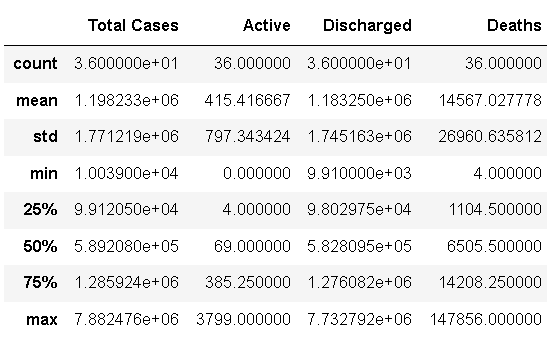 Total Cases Active Discharged Deaths
count 3.600000e+01 36.000000 3.600000e+01 36.000000
mean 1.198233e+06 415.416667 1.183250e+06 14567.027778
std 1.771219e+06 797.343424 1.745163e+06 26960.635812
min 1.003900e+04 0.000000 9.910000e+03 4.000000
25% 9.912050e+04 4.000000 9.802975e+04 1104.500000
50% 5.892080e+05 69.000000 5.828095e+05 6505.500000
75% 1.285924e+06 385.250000 1.276082e+06 14208.250000
max 7.882476e+06 3799.000000 7.732792e+06 147856.000000